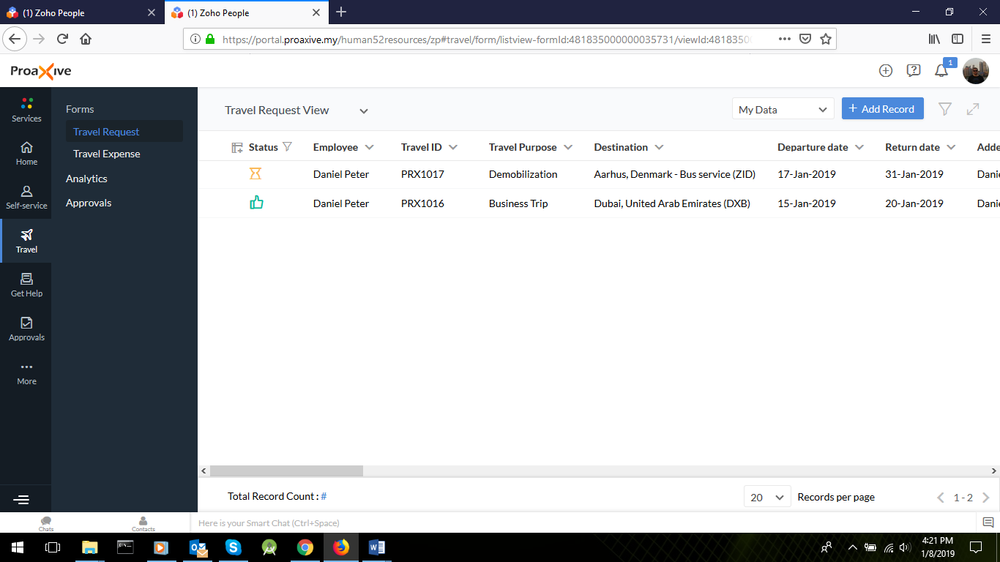 (1) Zoho People
(1) Zoho People
https://portal.proaxive.my/human52resources/zp#travel/form/listview-formId:481835000000035731/viewId:4818350
ProaXive
1
Services
Home
Self-service
Travel
Get Help
Approvals
More
Forms
Travel Request
Travel Expense
Analytics
Approvals
Travel Request View
My Data
+ Add Record
Status Employee Travel ID Travel Purpose Destination Departure date Return date Adde
Daniel Peter PRX1017 Demobilization Aarhus, Denmark - Bus service (ZID) 17-Jan-2019 31-Jan-2019 Danie
Daniel Peter PRX1016 Business Trip Dubai, United Arab Emirates (DXB) 15-Jan-2019 20-Jan-2019 Danie
Total Record Count : #
20 Records per page 1 - 2
Chats
Contacts
Here is your Smart Chat (Ctrl+Space)
4:21 PM
1/8/2019